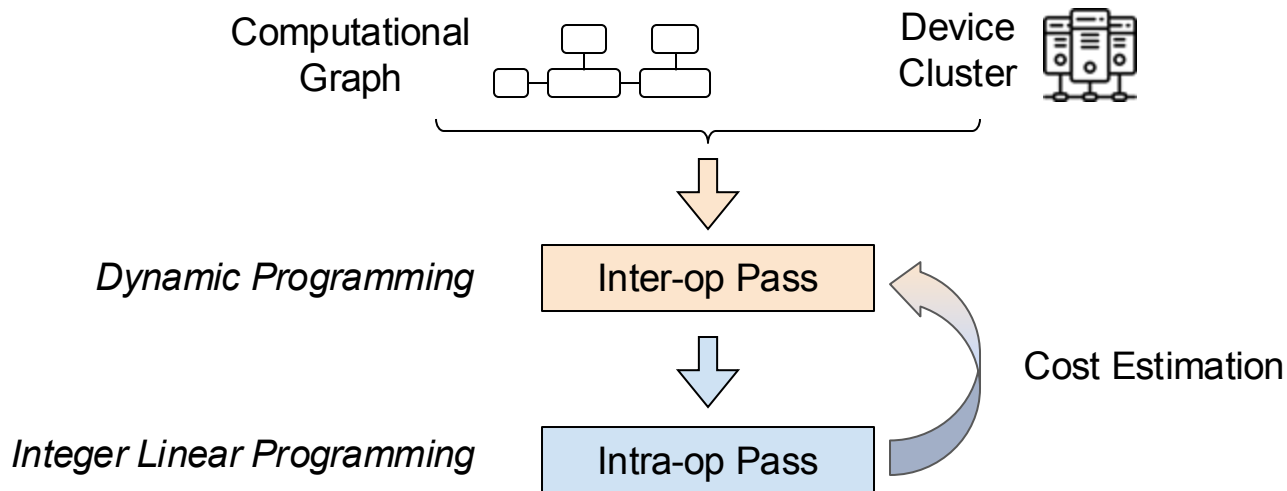 Computational
Graph
Device
Cluster
Dynamic Programming
Inter-op Pass
Cost Estimation
Integer Linear Programming
Intra-op Pass